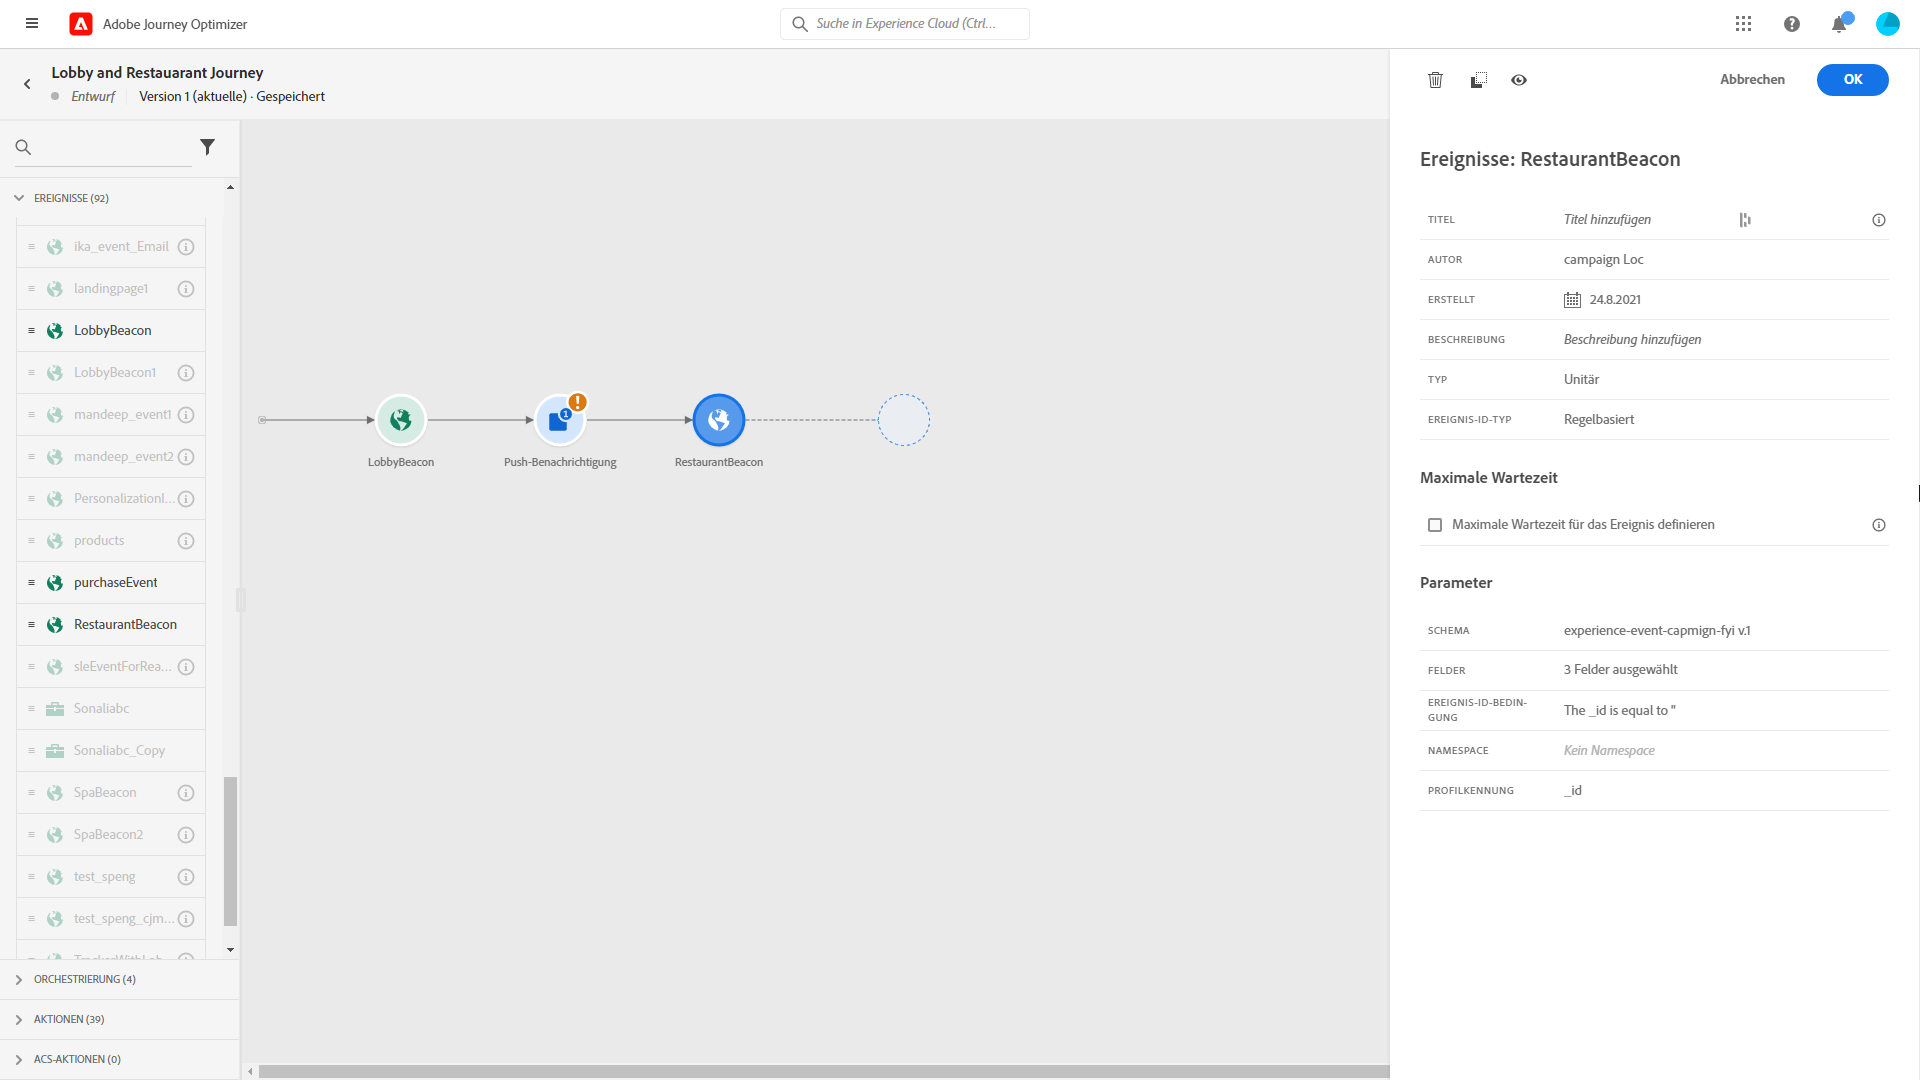 Adobe Journey Optimizer
Suche in Experience Cloud (Ctrl...
Lobby and Restauarant Journey
Entwurf
Version 1 (aktuelle) · Gespeichert
Abbrechen
OK
EREIGNISSE (92)
ika_event_Email
landingpage1
LobbyBeacon
LobbyBeacon1
mandeep_event1
mandeep_event2
PersonalizationI...
products
purchaseEvent
RestaurantBeacon
sleEventForRea...
Sonaliabc
Sonaliabc_Copy
SpaBeacon
SpaBeacon2
test_speng
test_speng_cjm...
ORCHESTRIERUNG (4)
AKTIONEN (39)
ACS-AKTIONEN (0)
1
LobbyBeacon
Push-Benachrichtigung
RestaurantBeacon
Ereignisse: RestaurantBeacon
TITEL
Titel hinzufügen
AUTOR
campaign Loc
ERSTELLT
24.8.2021
BESCHREIBUNG
Beschreibung hinzufügen
TYP
Unitär
EREIGNIS-ID-TYP
Regelbasiert
Maximale Wartezeit
Maximale Wartezeit für das Ereignis definieren
Parameter
SCHEMA
experience-event-capmign-fyi v.1
FELDER
3 Felder ausgewählt
EREIGNIS-ID-BEDIN-
GUNG
The _id is equal to "
NAMESPACE
Kein Namespace
PROFILKENNUNG
_id